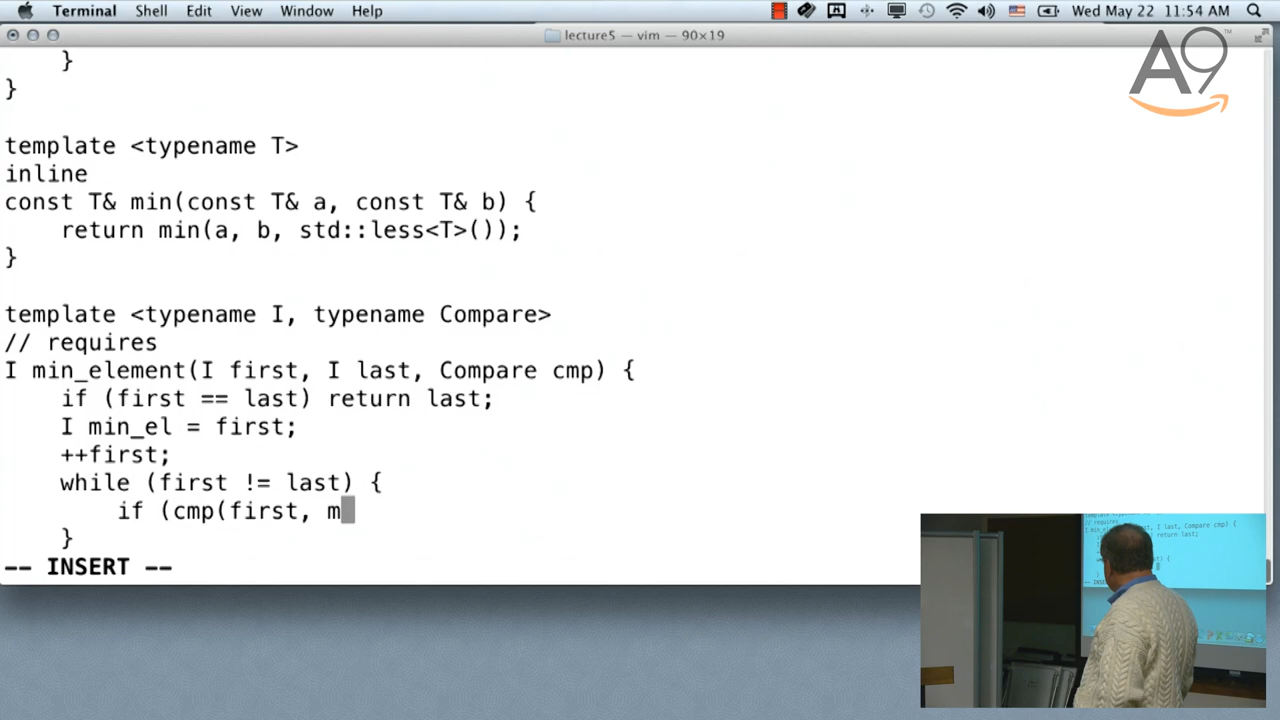 Terminal Shell Edit View Window Help Wed May 22 11:54 AM
lecture5 — vim — 90×19
A9™
    }
}
template <typename T>
inline
const T& min(const T& a, const T& b) {
    return min(a, b, std::less<T>());
}
template <typename I, typename Compare>
// requires
I min_element(I first, I last, Compare cmp) {
    if (first == last) return last;
    I min_el = first;
    ++first;
    while (first != last) {
        if (cmp(first, m
    }
-- INSERT --